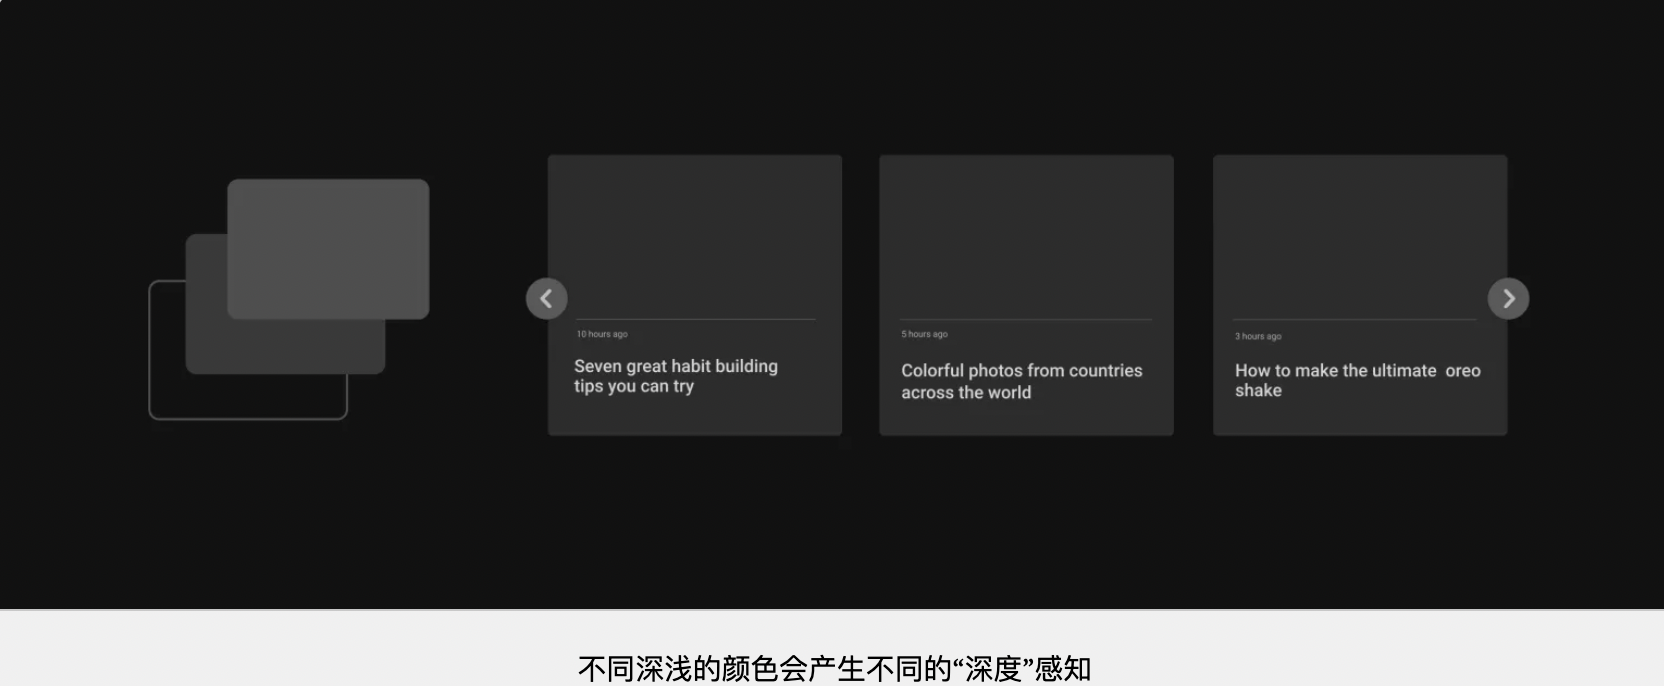 10 hours ago
Seven great habit building
tips you can try
5 hours ago
Colorful photos from countries
across the world
3 hours ago
How to make the ultimate  oreo
shake
不同深浅的颜色会产生不同的“深度”感知